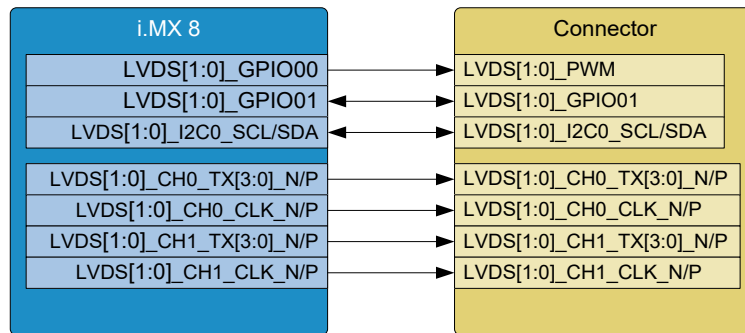 i.MX 8
LVDS[1:0]_GPIO00
LVDS[1:0]_GPIO01
LVDS[1:0]_I2C0_SCL/SDA
LVDS[1:0]_CH0_TX[3:0]_N/P
LVDS[1:0]_CH0_CLK_N/P
LVDS[1:0]_CH1_TX[3:0]_N/P
LVDS[1:0]_CH1_CLK_N/P
Connector
LVDS[1:0]_PWM
LVDS[1:0]_GPIO01
LVDS[1:0]_I2C0_SCL/SDA
LVDS[1:0]_CH0_TX[3:0]_N/P
LVDS[1:0]_CH0_CLK_N/P
LVDS[1:0]_CH1_TX[3:0]_N/P
LVDS[1:0]_CH1_CLK_N/P